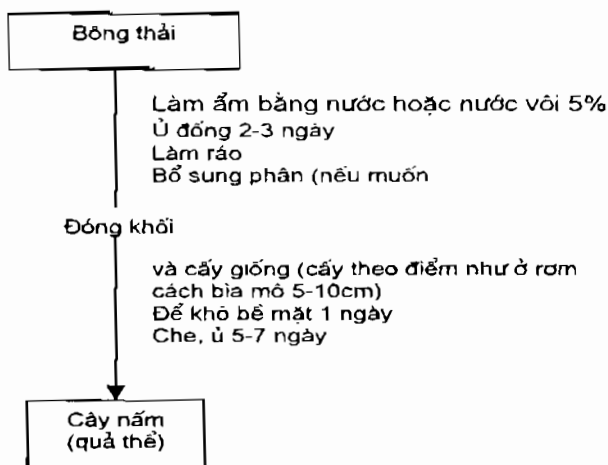 Bông thải
Làm ẩm bằng nước hoặc nước vôi 5%
Ủ đống 2-3 ngày
Làm ráo
Bổ sung phân (nếu muốn
Đóng khối
và cấy giống (cấy theo điểm như ở rơm
cách bìa mô 5-10cm)
Để khô bề mặt 1 ngày
Che, ủ 5-7 ngày
Cây nấm
(quả thể)